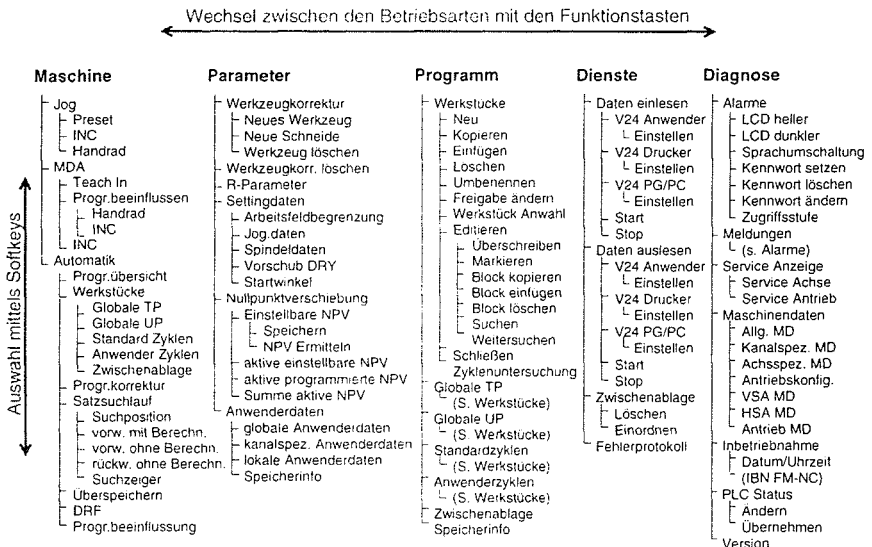 Wechsel zwischen den Betriebsarten mit den Funktionstasten
Auswahl mittels Softkeys
Maschine
Jog
Preset
INC
Handrad
MDA
Teach In
Progr.beeinflussen
Handrad
INC
INC
Automatik
Progr.übersicht
Werkstücke
Globale TP
Globale UP
Standard Zyklen
Anwender Zyklen
Zwischenablage
Progr.korrektur
Satzsuchlauf
Suchposition
vorw. mit Berechn.
vorw. ohne Berechn.
rückw. ohne Berechn.
Suchzeiger
Überspeichern
DRF
Progr.beeinflussung
Parameter
Werkzeugkorrektur
Neues Werkzeug
Neue Schneide
Werkzeug löschen
Werkzeugkorr. löschen
R-Parameter
Settingdaten
Arbeitsfeldbegrenzung
Jog.daten
Spindeldaten
Vorschub DRY
Startwinkel
Nullpunktverschiebung
Einstellbare NPV
Speichern
NPV Ermitteln
aktive einstellbare NPV
aktive programmierte NPV
Summe aktive NPV
Anwenderdaten
globale Anwenderdaten
kanalspez. Anwenderdaten
lokale Anwenderdaten
Speicherinfo
Programm
Werkstücke
Neu
Kopieren
Einfügen
Löschen
Umbenennen
Freigabe ändern
Werkstück Anwahl
Editieren
Überschreiben
Markieren
Block kopieren
Block einfügen
Block löschen
Suchen
Weitersuchen
Schließen
Zyklenuntersuchung
Globale TP
(S. Werkstücke)
Globale UP
(S. Werkstücke)
Standardzyklen
(S. Werkstücke)
Anwenderzyklen
(S. Werkstücke)
Zwischenablage
Speicherinfo
Dienste
Daten einlesen
V24 Anwender
Einstellen
V24 Drucker
Einstellen
V24 PG/PC
Einstellen
Start
Stop
Daten auslesen
V24 Anwender
Einstellen
V24 Drucker
Einstellen
V24 PG/PC
Einstellen
Start
Stop
Zwischenablage
Löschen
Einordnen
Fehlerprotokoll
Diagnose
Alarme
LCD heller
LCD dunkler
Sprachumschaltung
Kennwort setzen
Kennwort löschen
Kennwort ändern
Zugriffsstufe
Meldungen
(s. Alarme)
Service Anzeige
Service Achse
Service Antrieb
Maschinendaten
Allg. MD
Kanalspez. MD
Achsspez. MD
Antriebskonfig.
VSA MD
HSA MD
Antrieb MD
Inbetriebnahme
Datum/Uhrzeit
(IBN FM-NC)
PLC Status
Ändern
Übernehmen
Version